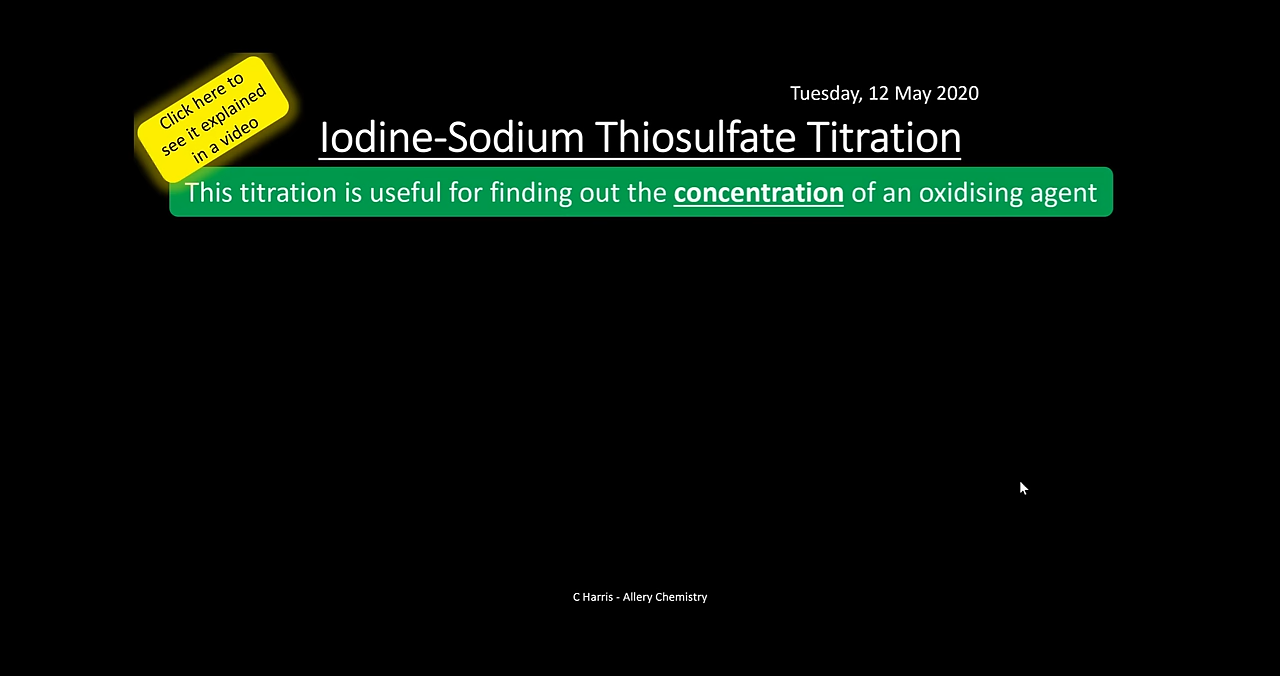 Click here to
see it explained
in a video
Tuesday, 12 May 2020
Iodine-Sodium Thiosulfate Titration
This titration is useful for finding out the concentration of an oxidising agent
C Harris - Allery Chemistry